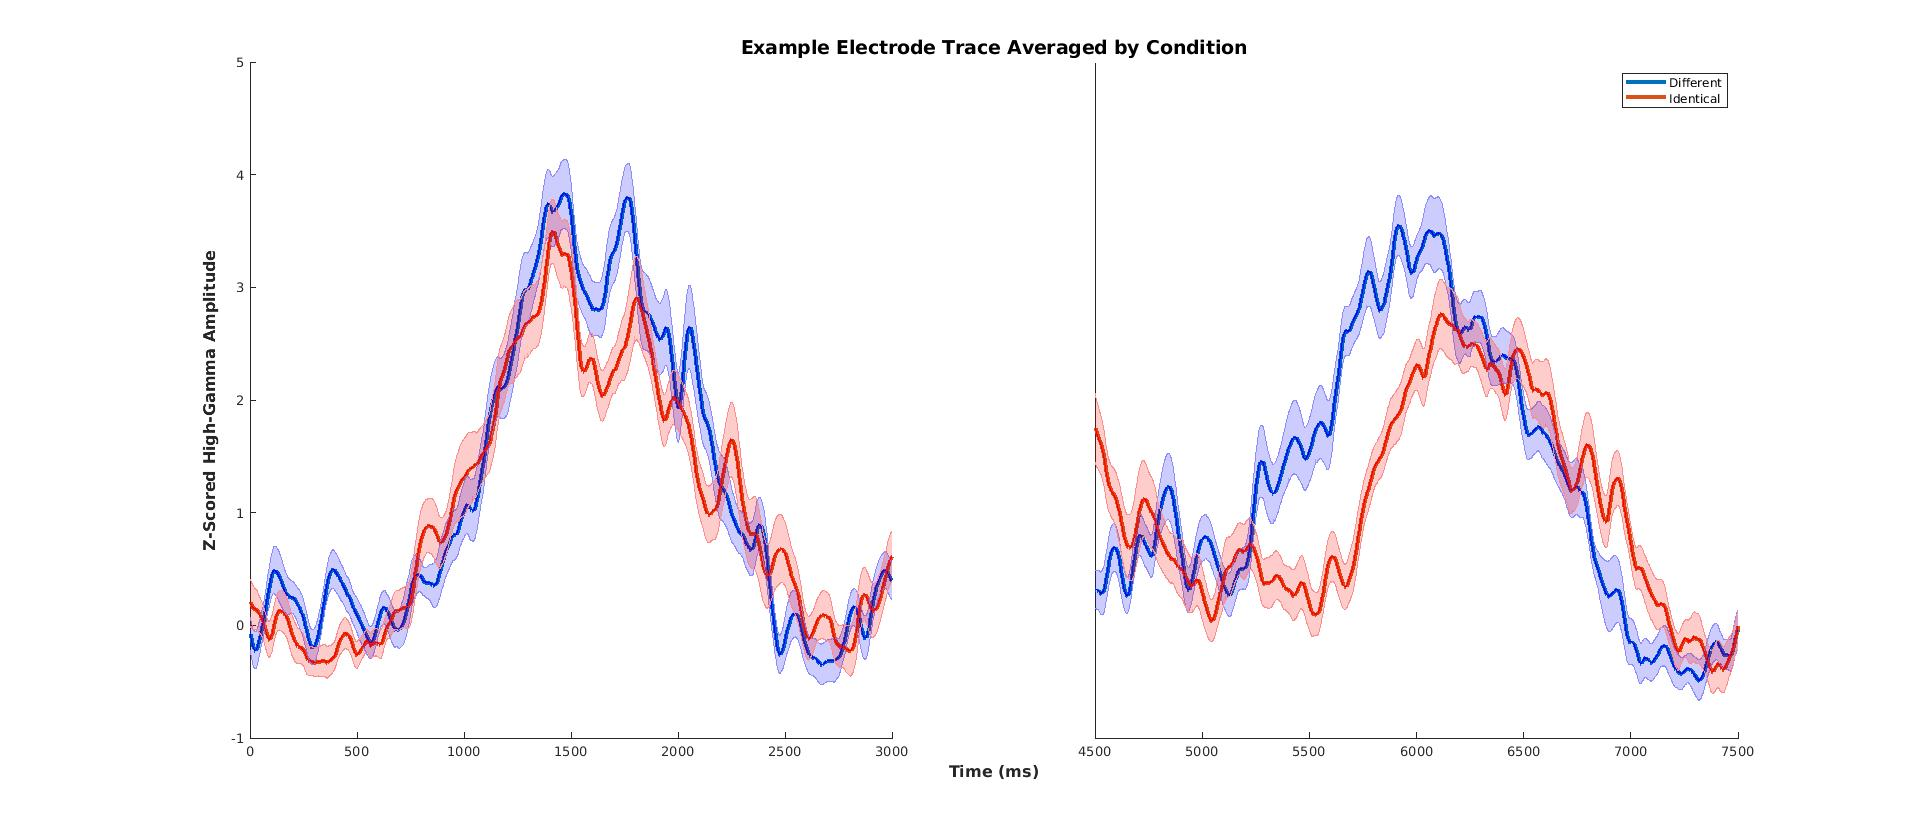 Example Electrode Trace Averaged by Condition
Different
Identical
Z-Scored High-Gamma Amplitude
5
4
3
2
1
0
-1
0 500 1000 1500 2000 2500 3000
4500 5000 5500 6000 6500 7000 7500
Time (ms)